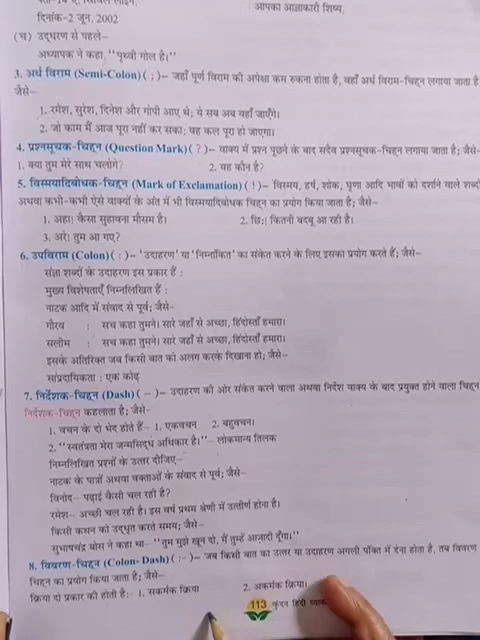 दिनांक-2 जून, 2002
आपका आज्ञाकारी शिष्य,
(च) उद्धरण से पहले–
अध्यापक ने कहा, "पृथ्वी गोल है।"
3. अर्ध विराम (Semi-Colon) ( ; )– जहाँ पूर्ण विराम की अपेक्षा कम रुकना होता है, वहाँ अर्ध विराम-चिह्न लगाया जाता है
जैसे–
1. रमेश, सुरेश, दिनेश और गोपी आए थे; ये सब अब यहाँ जाएँगे।
2. जो काम मैं आज पूरा नहीं कर सका; वह कल पूरा हो जाएगा।
4. प्रश्नसूचक-चिह्न (Question Mark) ( ? )– वाक्य में प्रश्न पूछने के बाद सदैव प्रश्नसूचक-चिह्न लगाया जाता है; जैसे-
1. क्या तुम मेरे साथ चलोगे? 2. वह कौन है?
5. विस्मयादिबोधक-चिह्न (Mark of Exclamation) ( ! )– विस्मय, हर्ष, शोक, घृणा आदि भावों को दर्शाने वाले शब्दों
अथवा कभी-कभी ऐसे वाक्यों के अंत में भी विस्मयादिबोधक चिह्न का प्रयोग किया जाता है; जैसे–
1. अहा! कैसा सुहावना मौसम है। 2. छिः! कितनी बदबू आ रही है।
3. अरे! तुम आ गए?
6. उपविराम (Colon) ( : )– 'उदाहरण' या 'निम्नांकित' का संकेत करने के लिए इसका प्रयोग करते हैं; जैसे–
संज्ञा शब्दों के उदाहरण इस प्रकार हैं :
मुख्य विशेषताएँ निम्नलिखित हैं :
नाटक आदि में संवाद से पूर्व; जैसे–
गौरव : सच कहा तुमने। सारे जहाँ से अच्छा, हिंदोस्ताँ हमारा।
सलीम : सच कहा तुमने। सारे जहाँ से अच्छा, हिंदोस्ताँ हमारा।
इसके अतिरिक्त जब किसी बात को अलग करके दिखाना हो; जैसे–
सांप्रदायिकता : एक कोढ़
7. निर्देशक-चिह्न (Dash) ( – )– उदाहरण की ओर संकेत करने वाला अथवा निर्देश वाक्य के बाद प्रयुक्त होने वाला चिह्न
निर्देशक-चिह्न कहलाता है; जैसे–
1. वचन के दो भेद होते हैं– 1. एकवचन 2. बहुवचन।
2. "स्वतंत्रता मेरा जन्मसिद्ध अधिकार है।"– लोकमान्य तिलक
निम्नलिखित प्रश्नों के उत्तर दीजिए–
नाटक के पात्रों अथवा वक्ताओं के संवाद से पूर्व; जैसे–
विनोद– पढ़ाई कैसी चल रही है?
रमेश– अच्छी चल रही है। इस वर्ष प्रथम श्रेणी में उत्तीर्ण होना है।
किसी कथन को उद्धृत करते समय; जैसे–
सुभाषचंद्र बोस ने कहा था– "तुम मुझे खून दो, मैं तुम्हें आज़ादी दूँगा।"
8. विवरण-चिह्न (Colon- Dash) ( :- )– जब किसी बात का उत्तर या उदाहरण अगली पंक्ति में देना होता है, तब विवरण
चिह्न का प्रयोग किया जाता है; जैसे–
क्रिया दो प्रकार की होती है:- 1. सकर्मक क्रिया 2. अकर्मक क्रिया।
113 कुंदन हिंदी